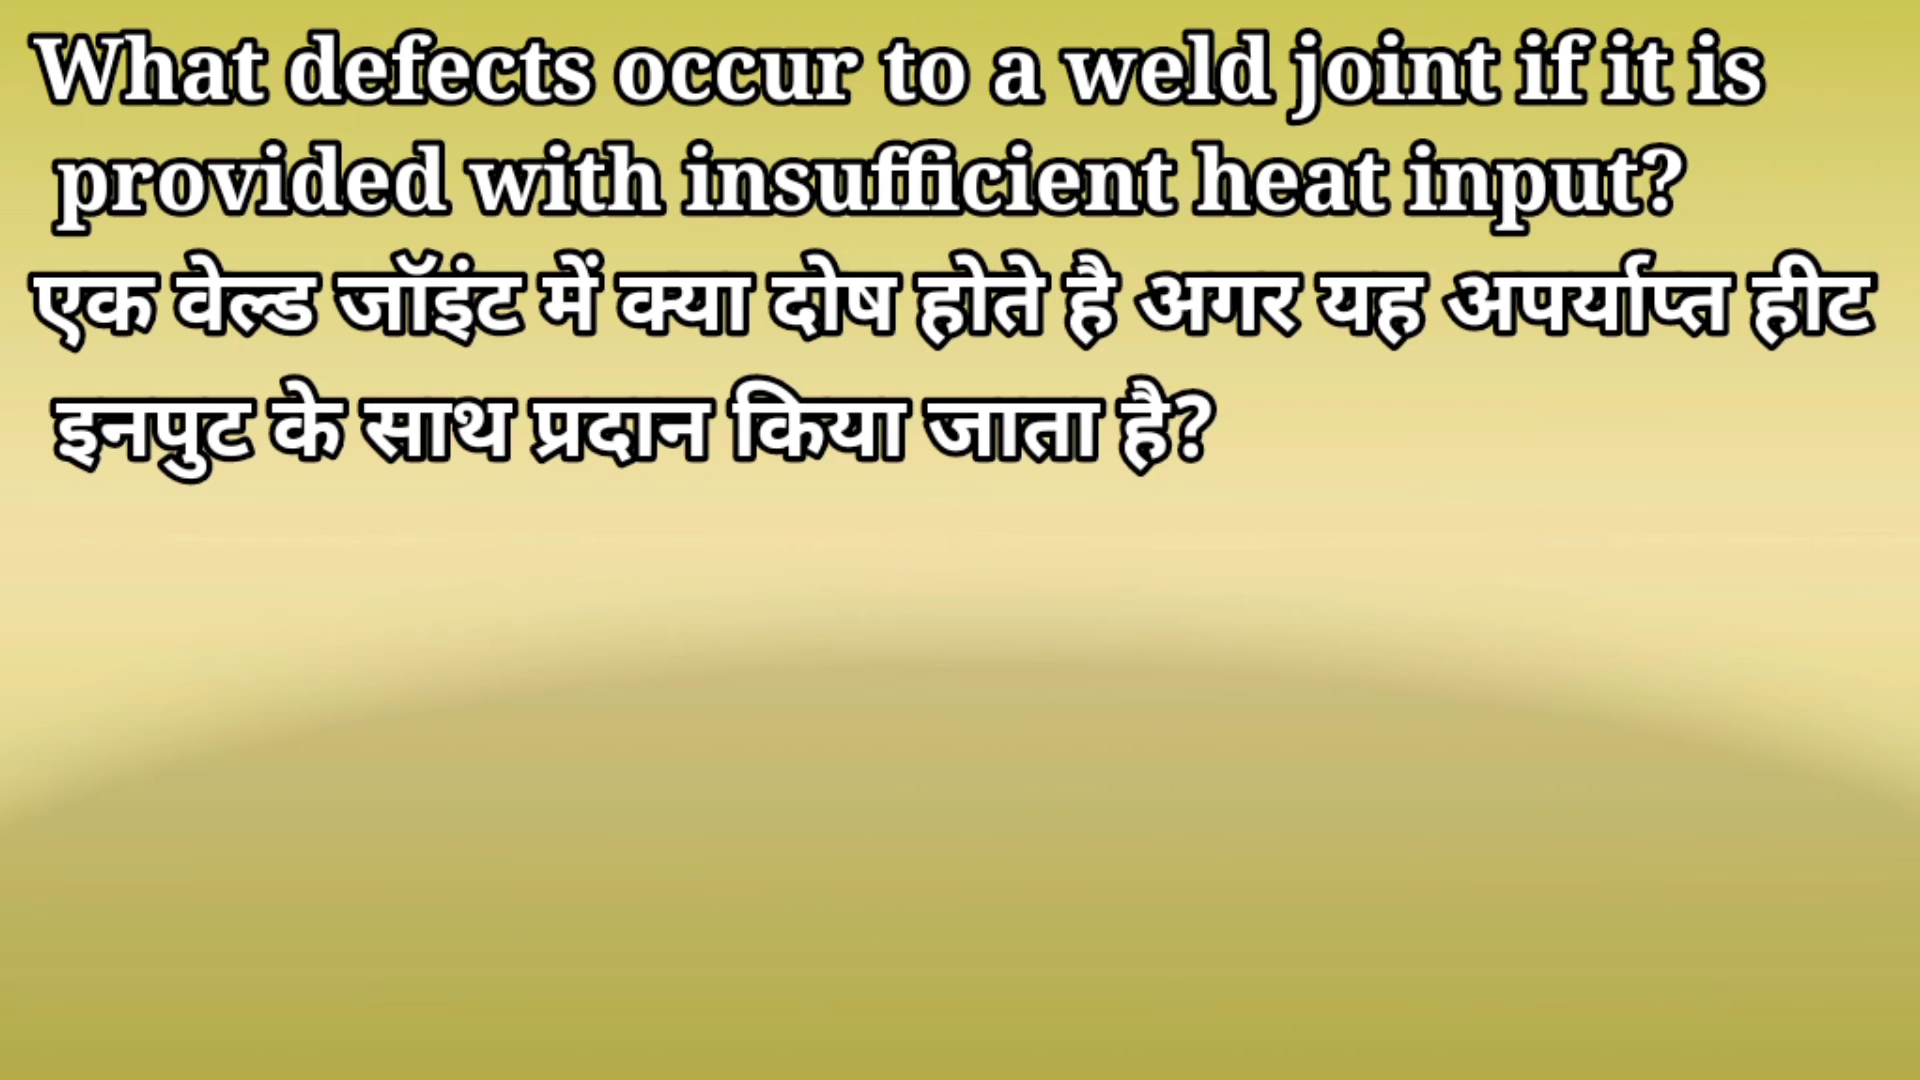 What defects occur to a weld joint if it is
provided with insufficient heat input?
एक वेल्ड जॉइंट में क्या दोष होते है अगर यह अपर्याप्त हीट
इनपुट के साथ प्रदान किया जाता है?